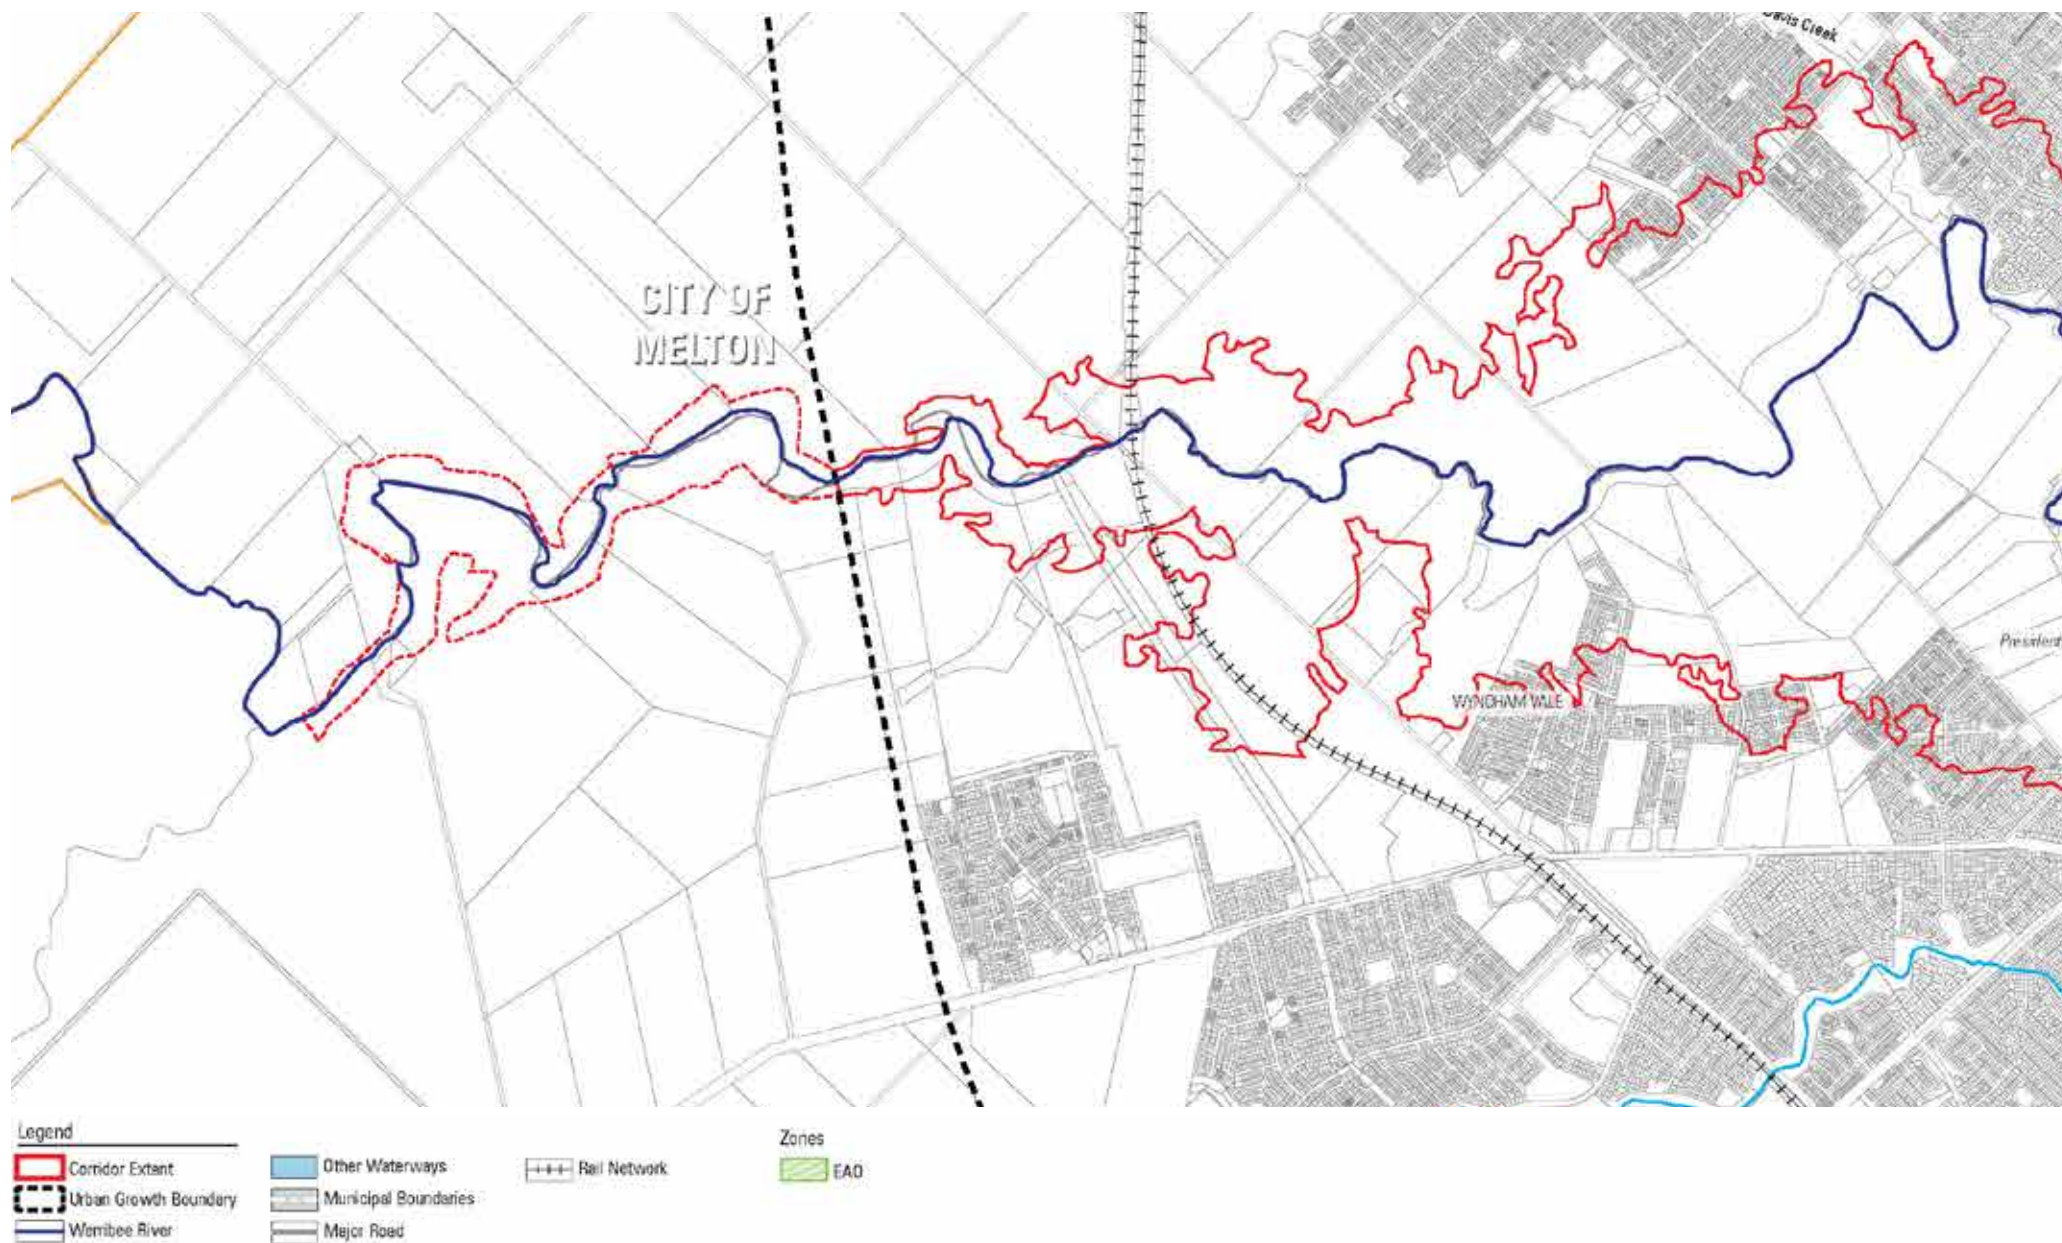 Davis Creek
CITY OF
MELTON
President
WYNDHAM VALE
Legend
Corridor Extent
Urban Growth Boundary
Werribee River
Other Waterways
Municipal Boundaries
Major Road
Rail Network
Zones
EAO